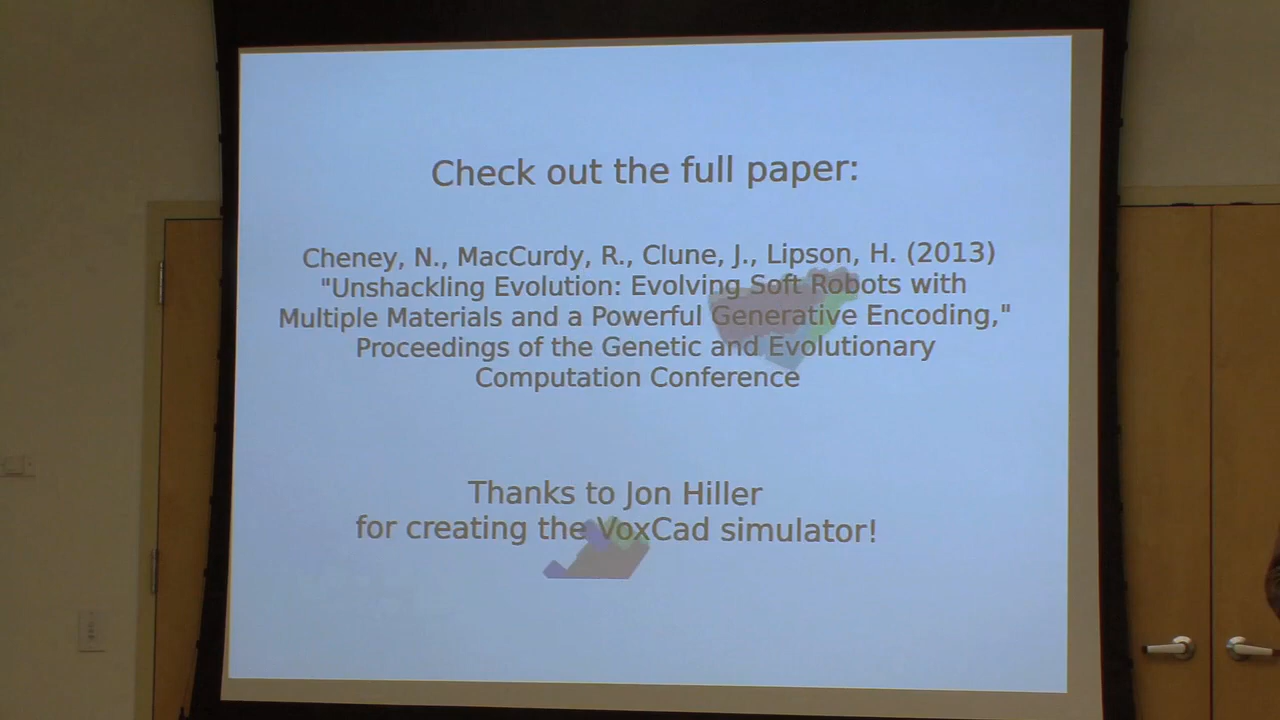 Check out the full paper:
Cheney, N., MacCurdy, R., Clune, J., Lipson, H. (2013)
"Unshackling Evolution: Evolving Soft Robots with
Multiple Materials and a Powerful Generative Encoding,"
Proceedings of the Genetic and Evolutionary
Computation Conference
Thanks to Jon Hiller
for creating the VoxCad simulator!